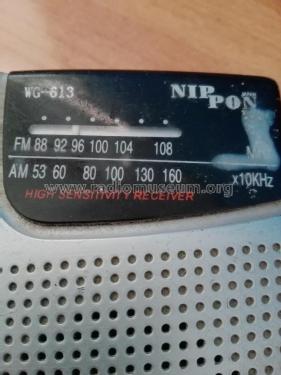 WG-613
NIPPON
FM 88 92 96 100 104 108
AM 53 60 80 100 130 160 x10KHz
www.radiomuseum.org
HIGH SENSITIVITY RECEIVER